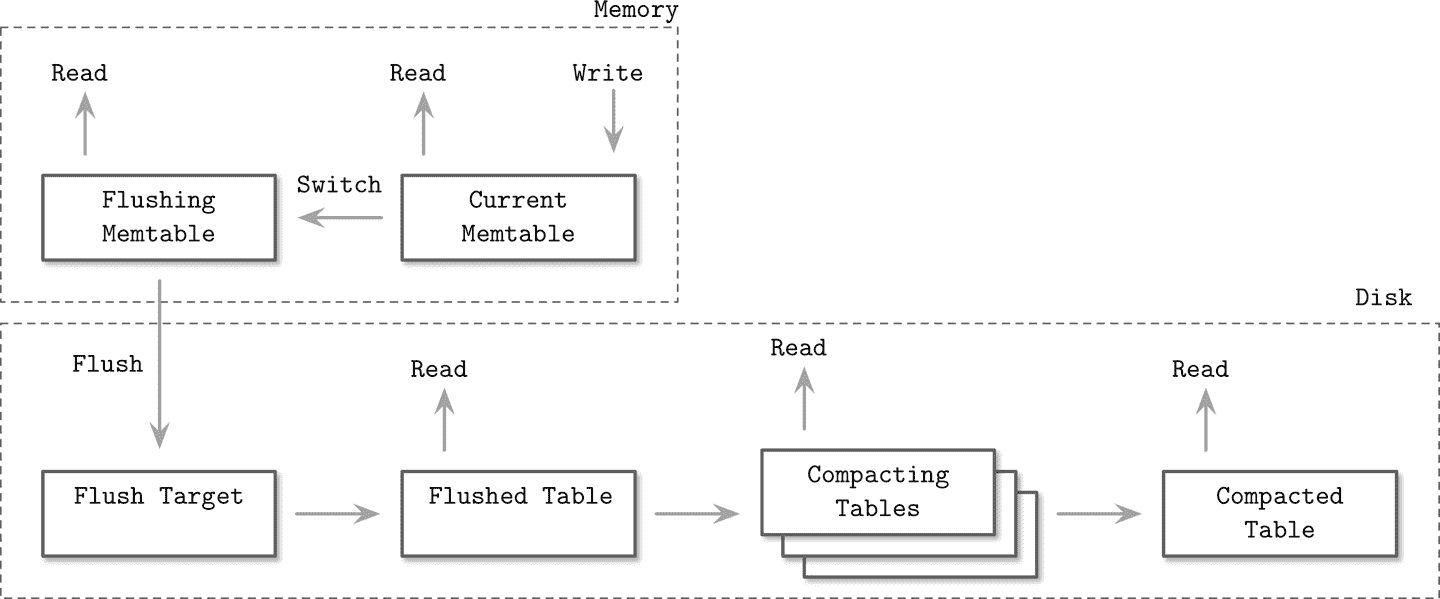 Memory
Read
Read
Write
Flushing
Memtable
Switch
Current
Memtable
Disk
Flush
Read
Read
Read
Flush Target
Flushed Table
Compacting
Tables
Compacted
Table